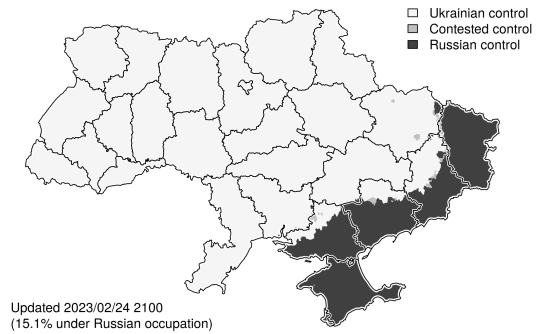 Ukrainian control
Contested control
Russian control
Updated 2023/02/24 2100
(15.1% under Russian occupation)